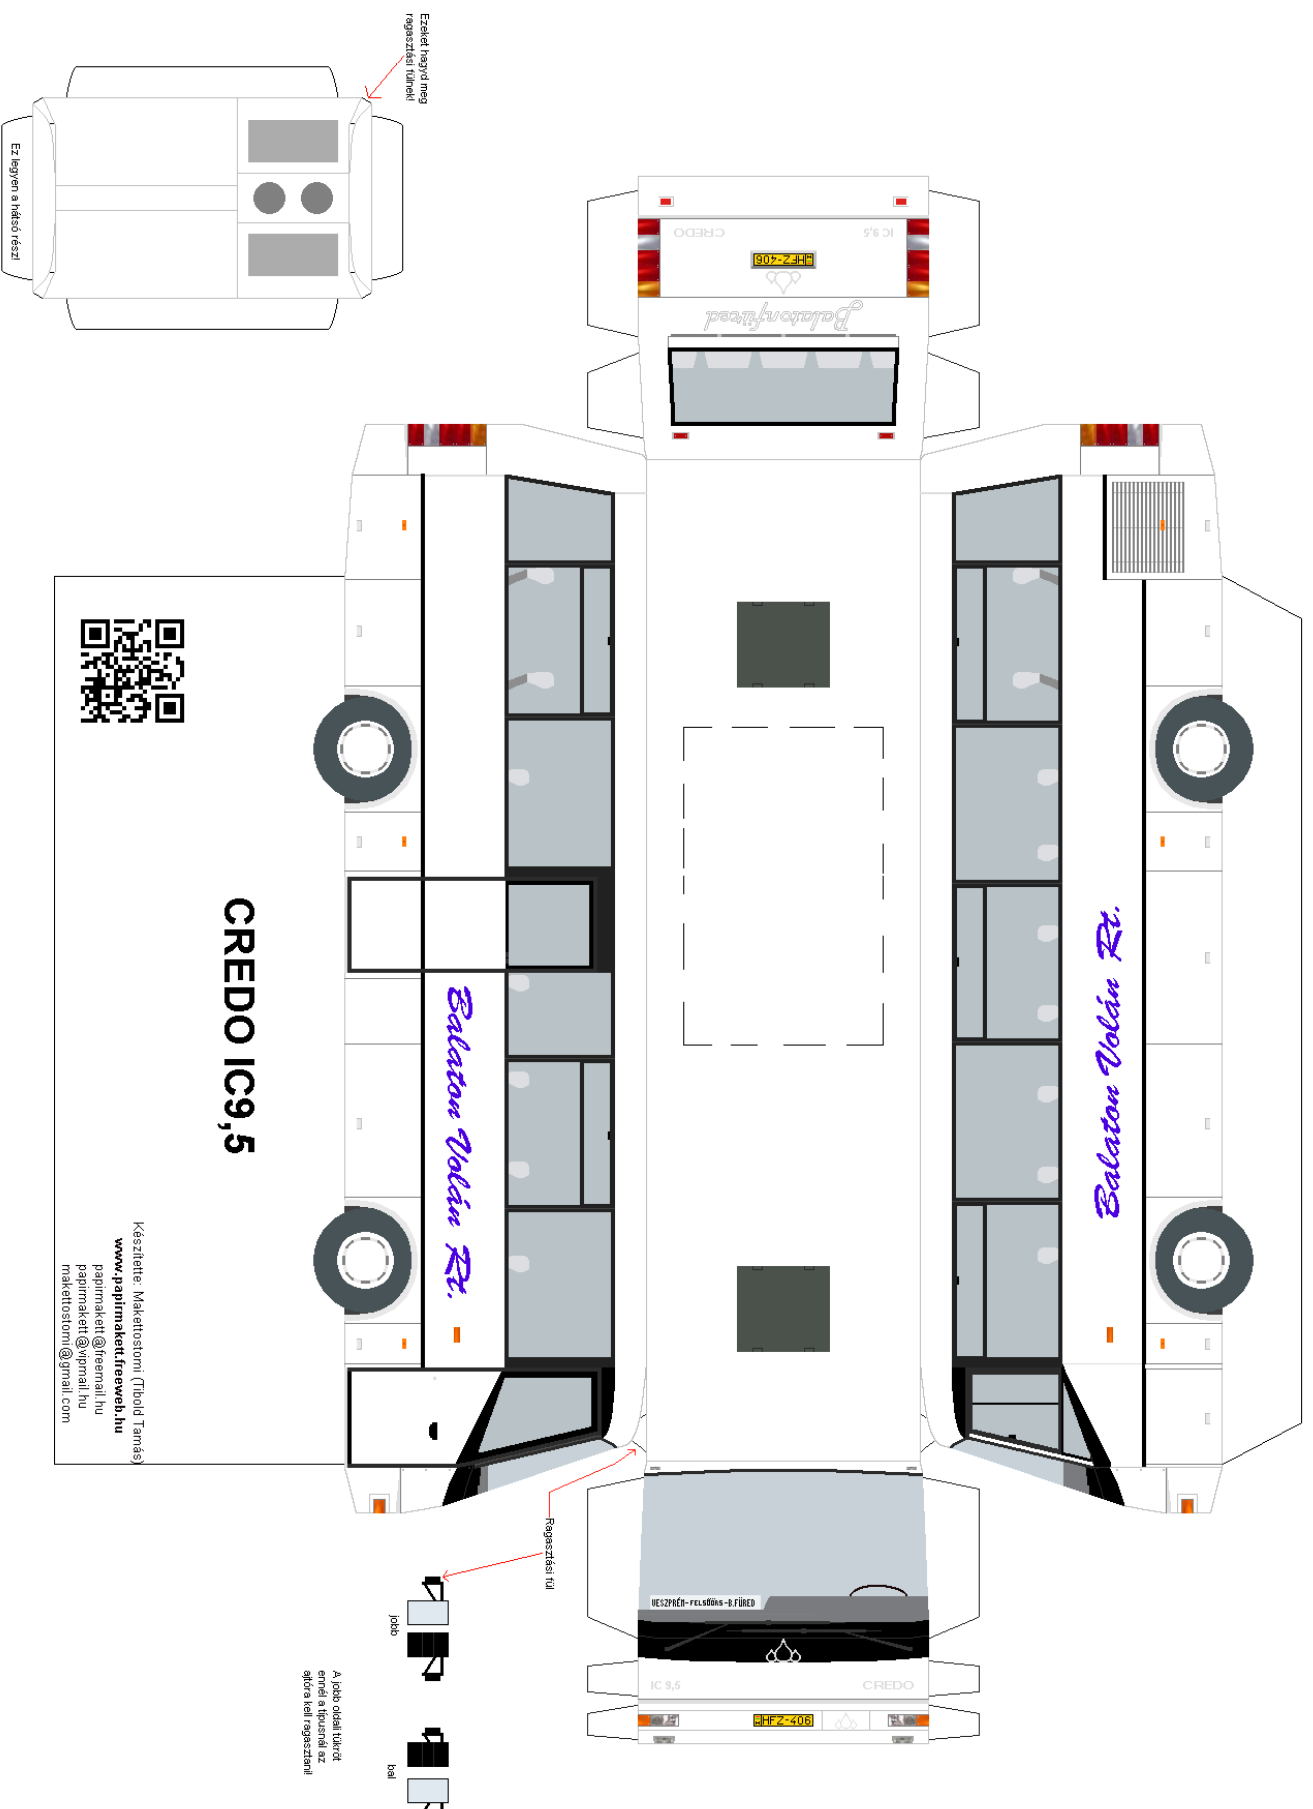 Ezeket hagyd meg
ragasztási fülnek!
Ez legyen a hátsó rész!
CREDO
IC 9,5
HFZ-406
Balatonfüred
CREDO IC9,5
Balaton Volán Rt.
Balaton Volán Rt.
Készítette: Makettostomi (Tibold Tamás)
www.papirmakett.freeweb.hu
papirmakett@freemail.hu
papirmakett@vipmail.hu
makettostomi@gmail.com
Ragasztási fül
VESZPRÉM-FELSŐÖRS-B.FÜRED
IC 9,5
CREDO
HFZ-406
jobb
bal
A jobb oldali tükröt
ennél a típusnál az
ajtóra kell ragasztani!